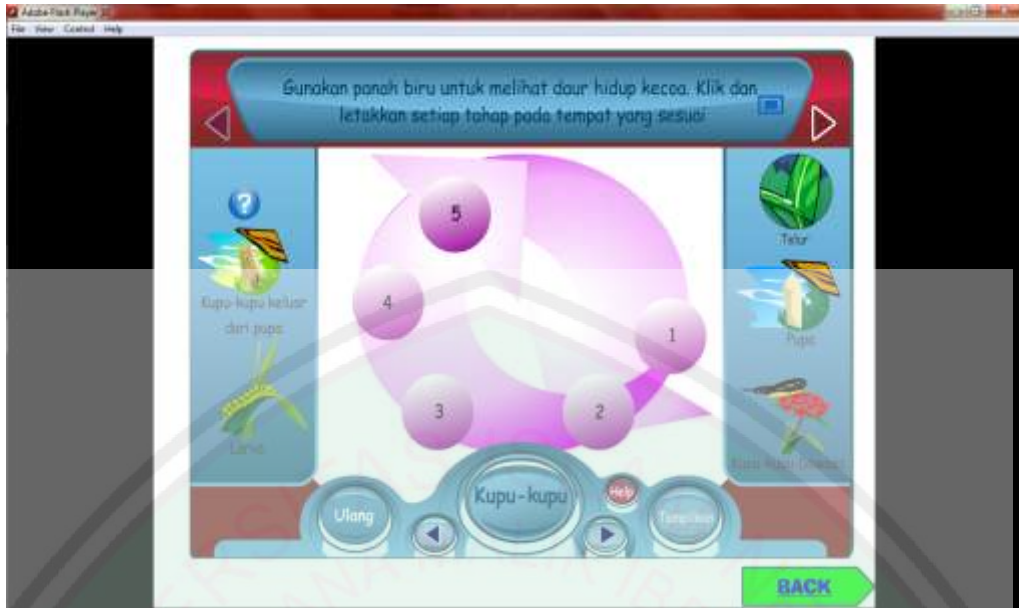 Adobe Flash Player 10
File View Control Help
Gunakan panah biru untuk melihat daur hidup kecoa. Klik dan
letakkan setiap tahap pada tempat yang sesuai
?
Kupu-kupu keluar
dari pupa
Larva
5
4
3
2
1
Telur
Pupa
Kupu-kupu
Ulang
Kupu-kupu
Help
Tampilkan
BACK